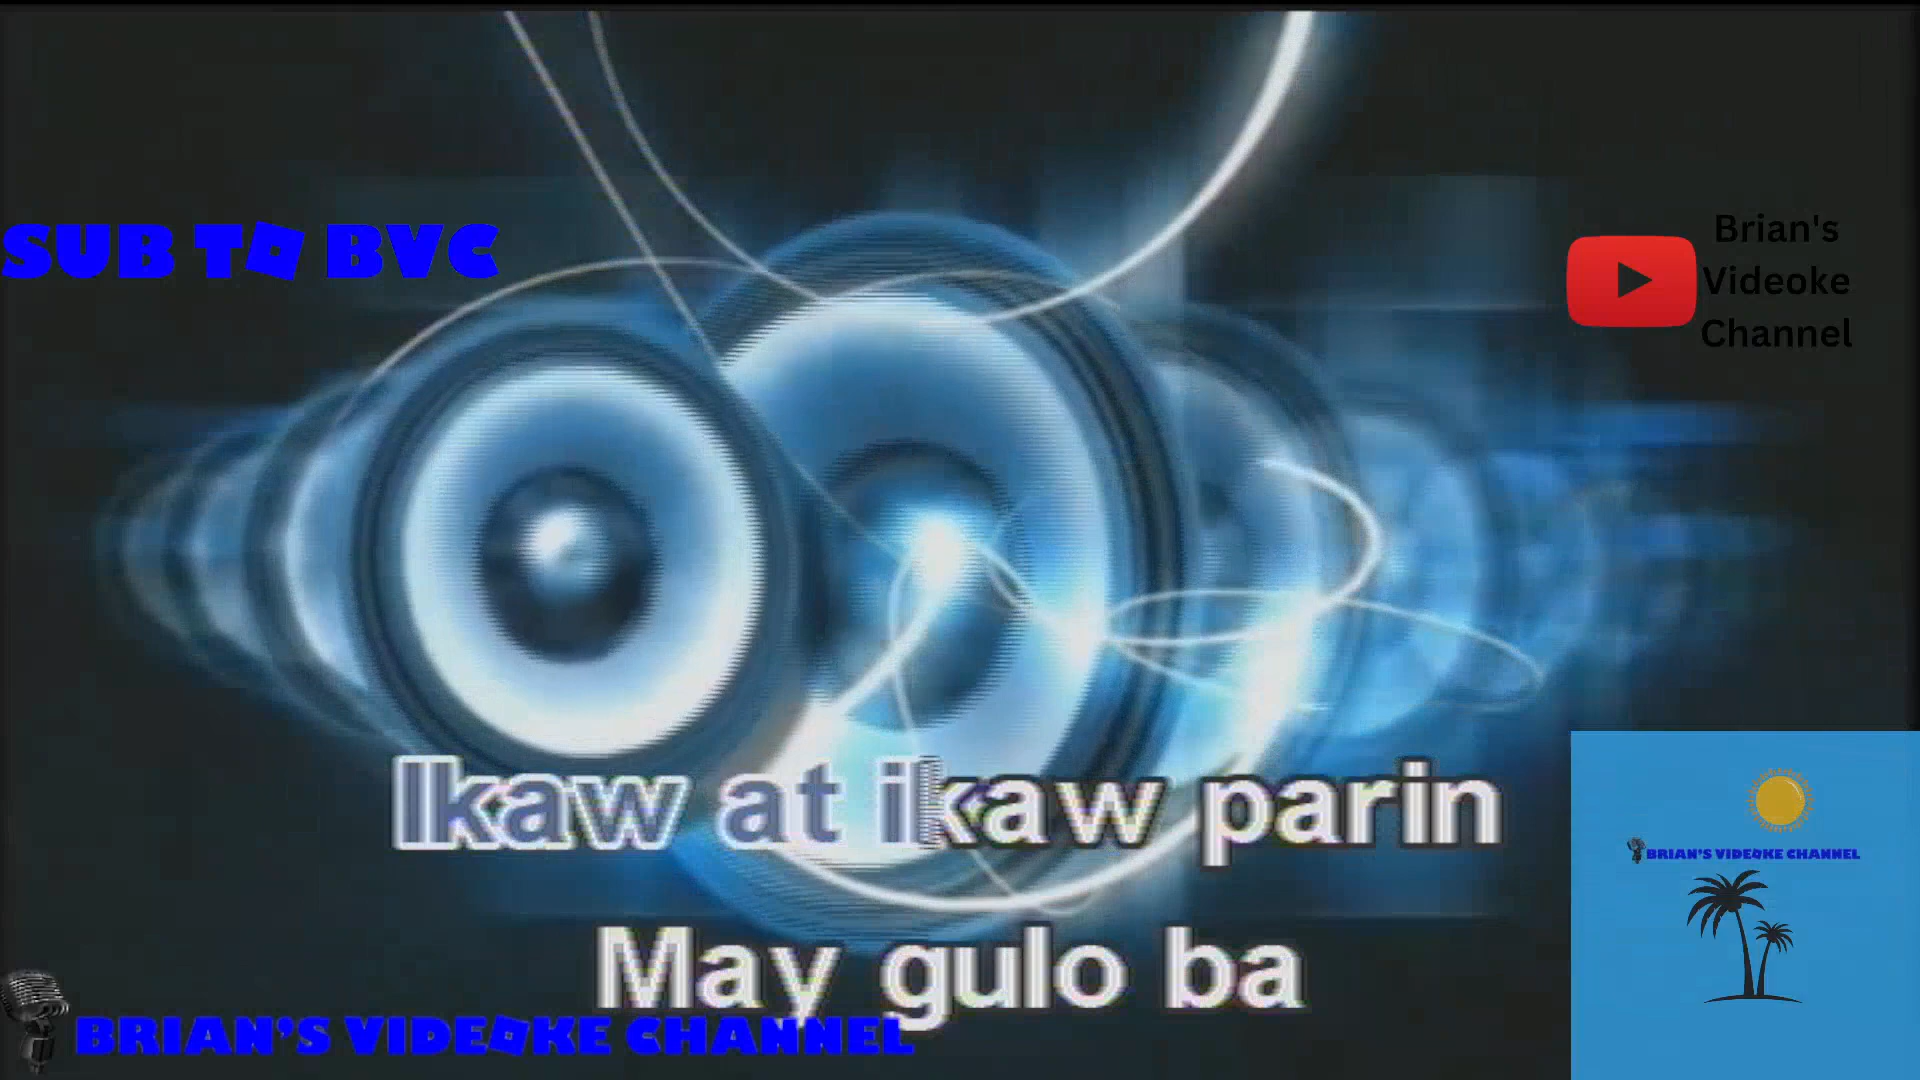 SUB TO BVC
Brian's
Videoke
Channel
Ikaw at ikaw parin
BRIAN'S VIDEOKE CHANNEL
May gulo ba
BRIAN'S VIDEOKE CHANNEL